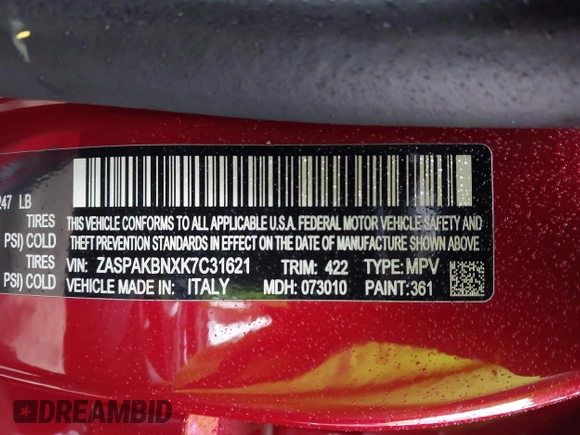 247 LB
TIRES
PSI) COLD
TIRES
PSI) COLD
THIS VEHICLE CONFORMS TO ALL APPLICABLE U.S.A. FEDERAL MOTOR VEHICLE SAFETY AND
THEFT PREVENTION STANDARDS IN EFFECT ON THE DATE OF MANUFACTURE SHOWN ABOVE.
VIN: ZASPAKBNXK7C31621 TRIM: 422 TYPE: MPV
VEHICLE MADE IN: ITALY MDH: 073010 PAINT:361
DREAMBID